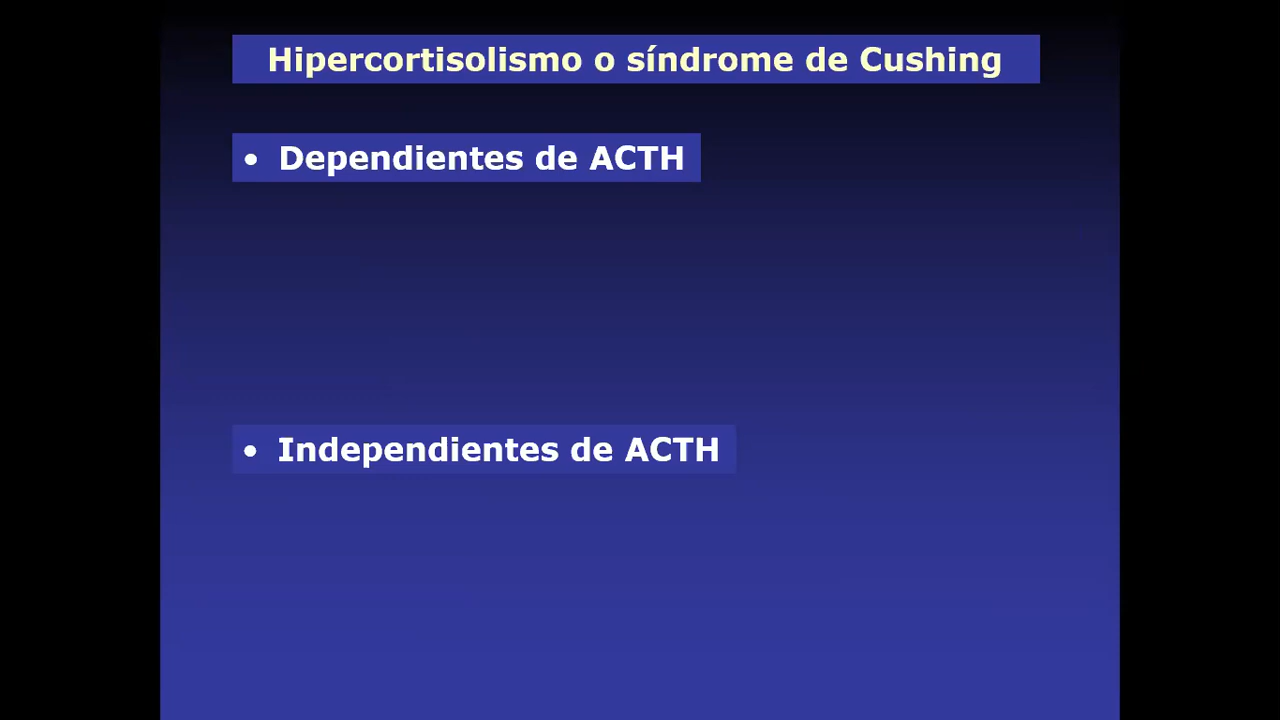 Hipercortisolismo o síndrome de Cushing
• Dependientes de ACTH
• Independientes de ACTH